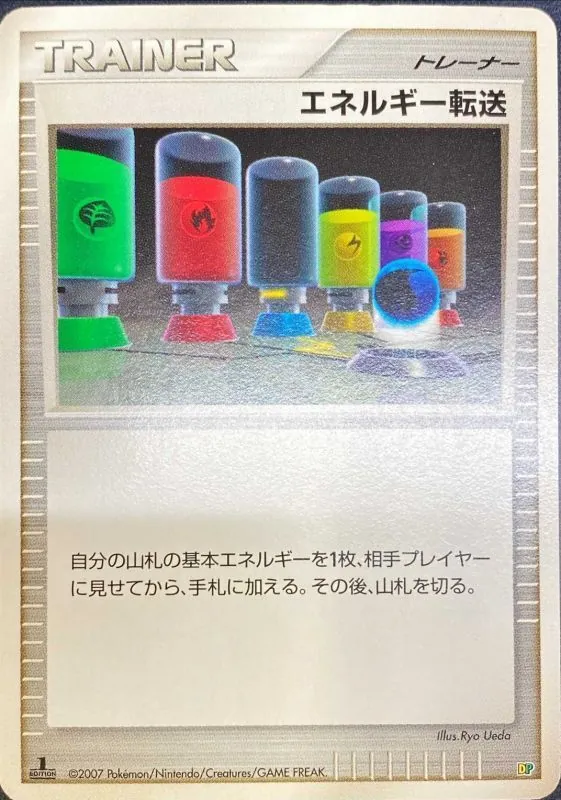 TRAINER
トレーナー
エネルギー転送
自分の山札の基本エネルギーを1枚、相手プレイヤー
に見せてから、手札に加える。その後、山札を切る。
Illus. Ryo Ueda
1
EDITION
©2007 Pokémon/Nintendo/Creatures/GAME FREAK.
DP